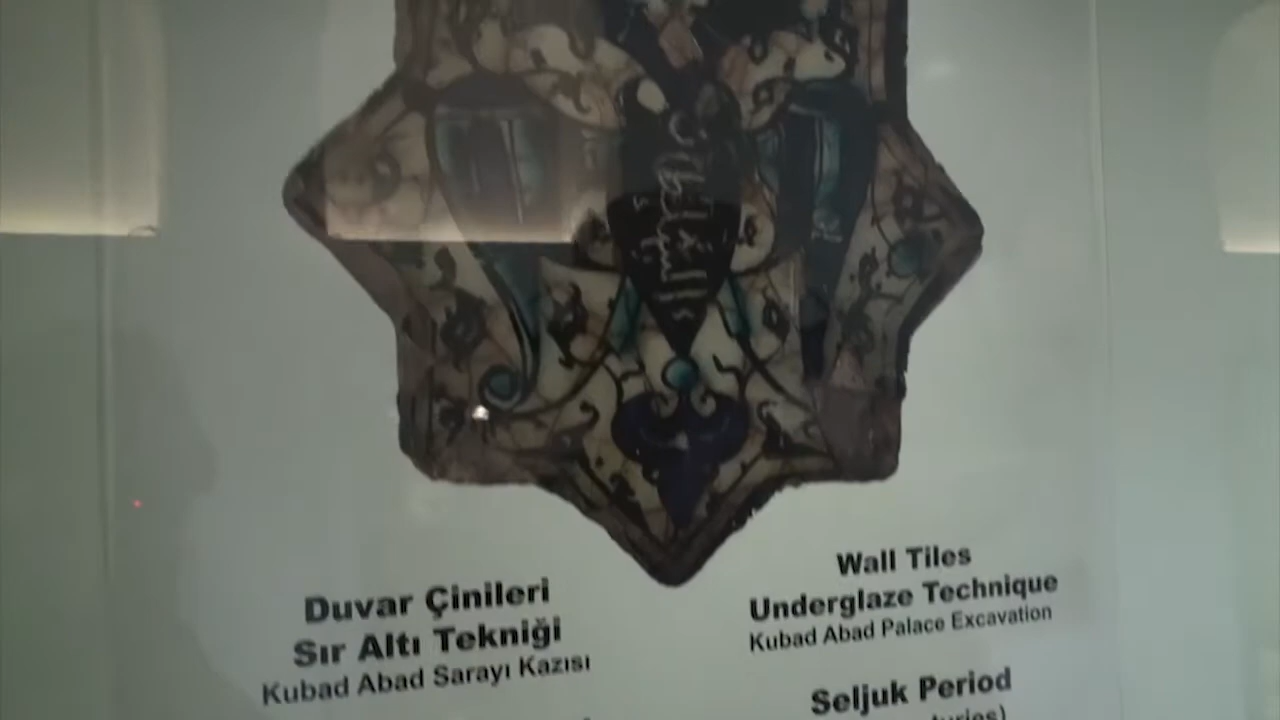 السلطان
Duvar Çinileri
Sır Altı Tekniği
Kubad Abad Sarayı Kazısı
Wall Tiles
Underglaze Technique
Kubad Abad Palace Excavation
Seljuk Period